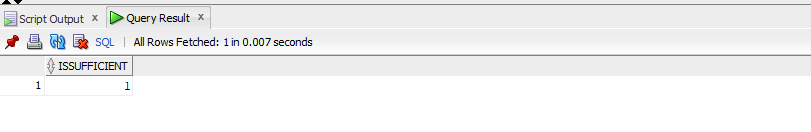 Script Output x Query Result x
SQL | All Rows Fetched: 1 in 0.007 seconds
ISSUFFICIENT
1 1